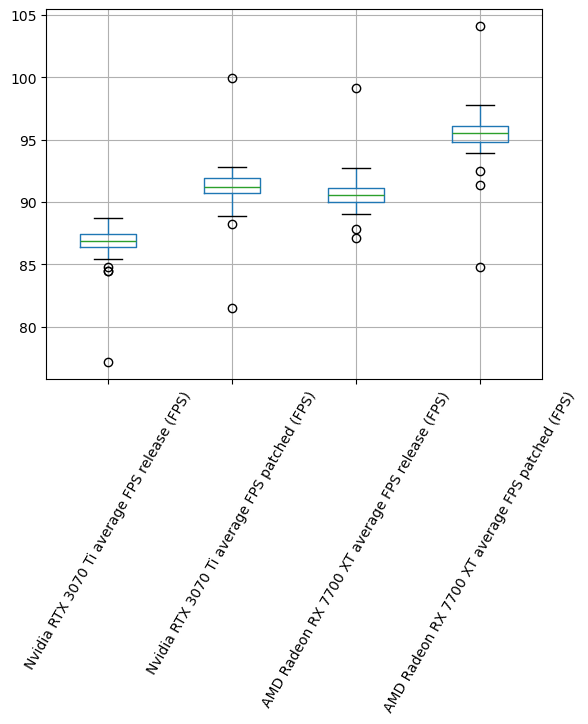 105
100
95
90
85
80
Nvidia RTX 3070 Ti average FPS release (FPS)
Nvidia RTX 3070 Ti average FPS patched (FPS)
AMD Radeon RX 7700 XT average FPS release (FPS)
AMD Radeon RX 7700 XT average FPS patched (FPS)